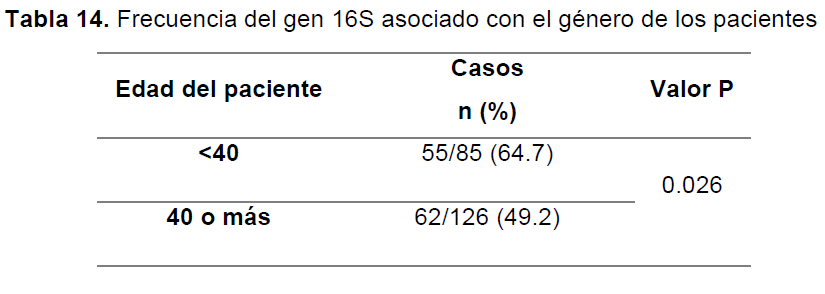 Tabla 14. Frecuencia del gen 16S asociado con el género de los pacientes
Edad del paciente
Casos
n (%)
Valor P
<40
55/85 (64.7)
0.026
40 o más
62/126 (49.2)